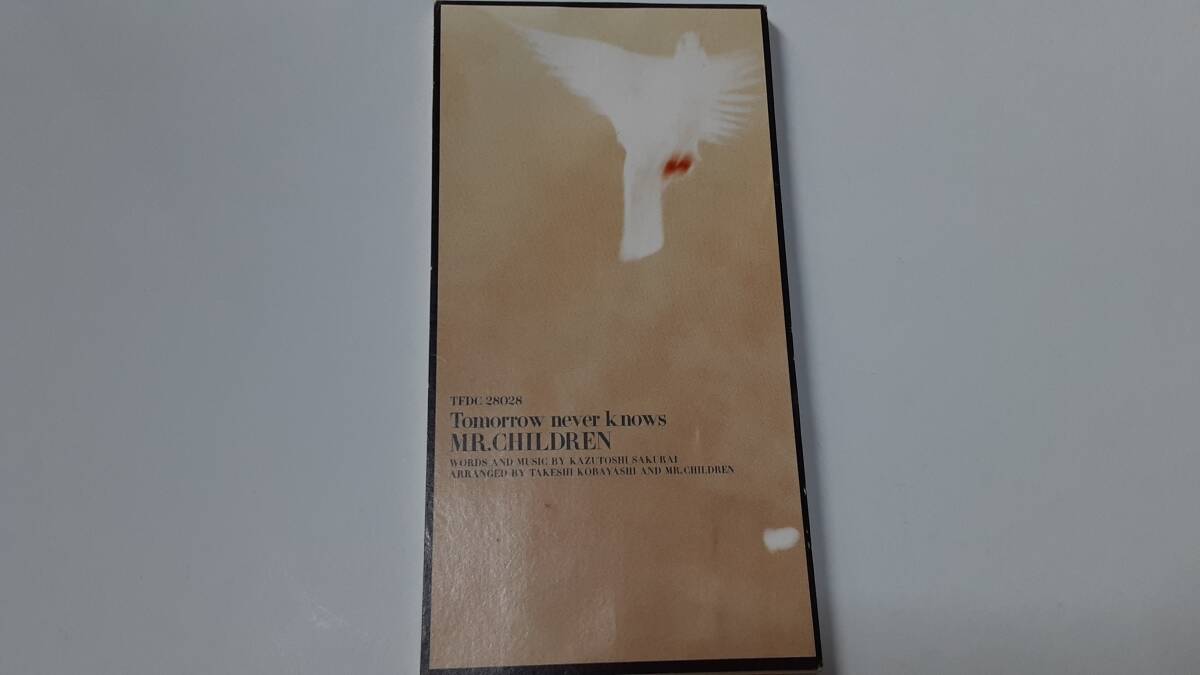 TFDC 28028
Tomorrow never knows
MR.CHILDREN
WORDS AND MUSIC BY KAZUTOSHI SAKURAI
ARRANGED BY TAKESHI KOBAYASHI AND MR.CHILDREN